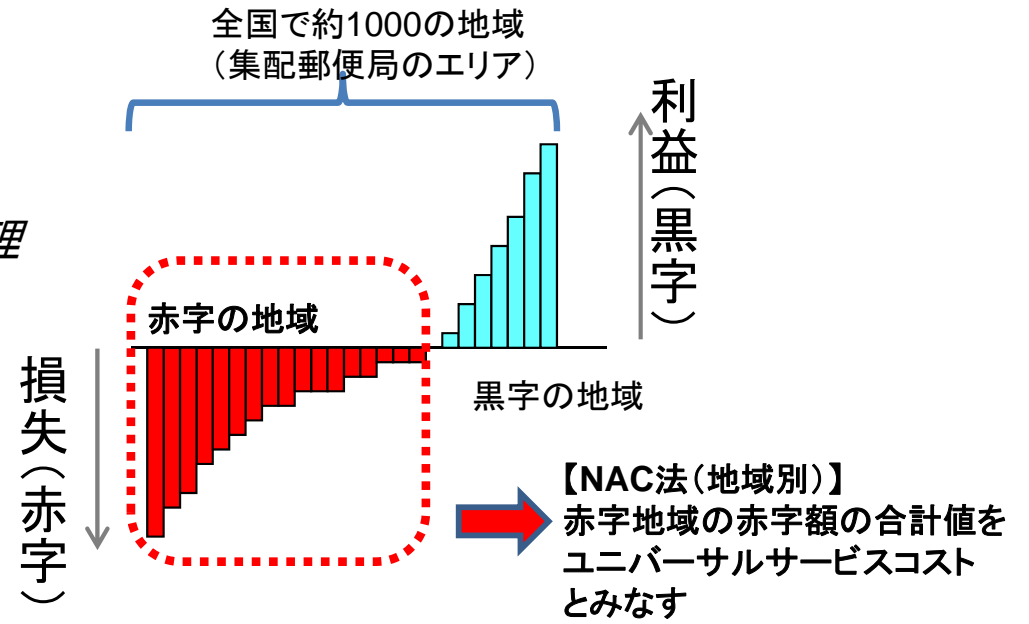 全国で約1000の地域
（集配郵便局のエリア）
利益（黒字）
理
赤字の地域
損失（赤字）
黒字の地域
【NAC法（地域別）】
赤字地域の赤字額の合計値を
ユニバーサルサービスコスト
とみなす